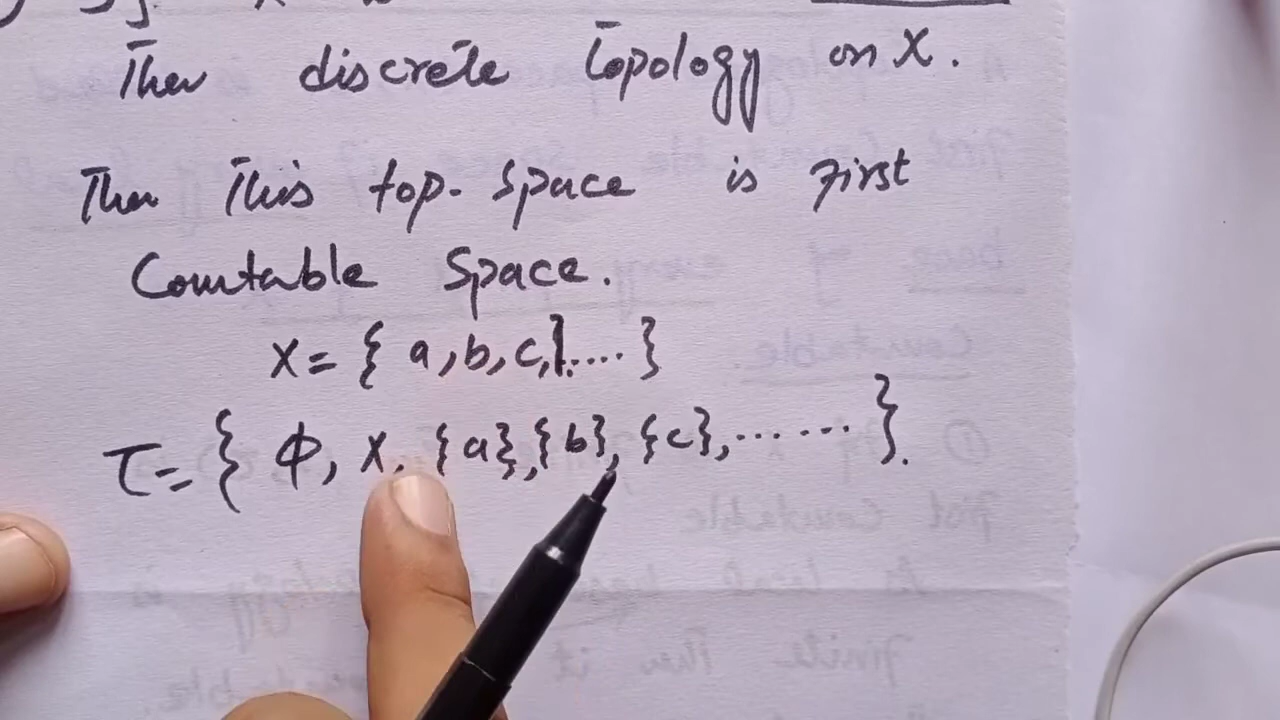 Then discrete topology on X.
Then This top. space is first
Countable Space.
X = { a, b, c, ..... }
τ = { ϕ, X, {a}, {b}, {c}, ...... }.